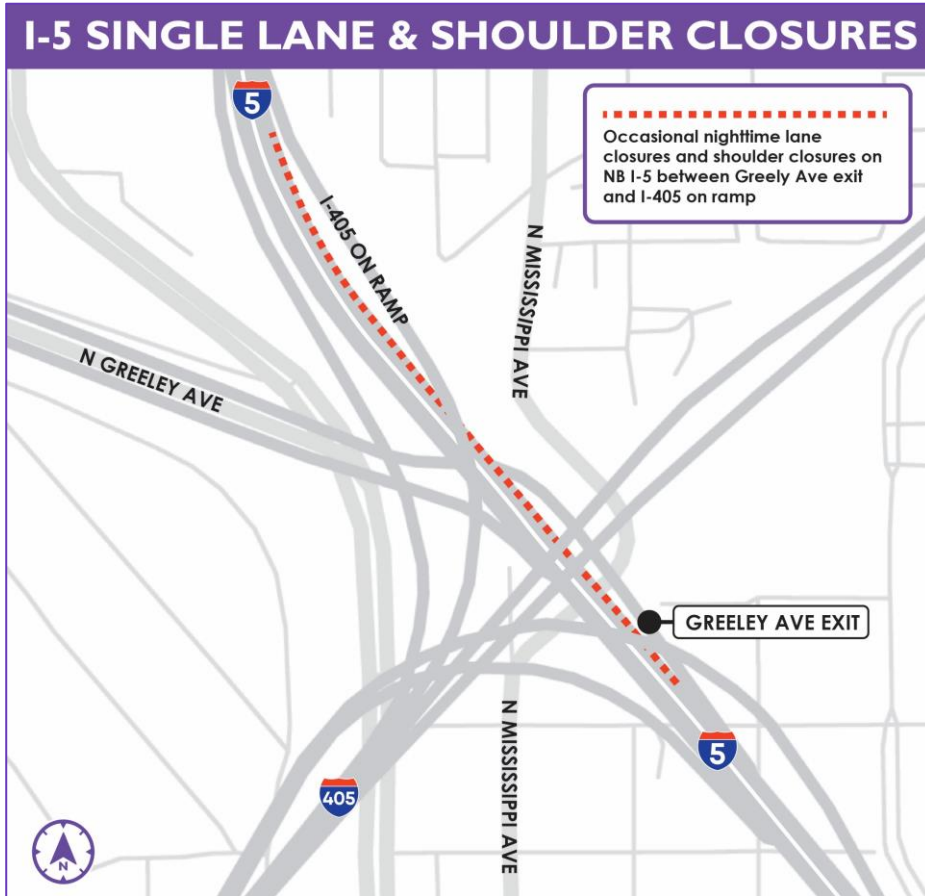 I-5 SINGLE LANE & SHOULDER CLOSURES
5
Occasional nighttime lane
closures and shoulder closures on
NB I-5 between Greely Ave exit
and I-405 on ramp
I-405 ON RAMP
N MISSISSIPPI AVE
N GREELEY AVE
GREELEY AVE EXIT
N MISSISSIPPI AVE
5
405
N